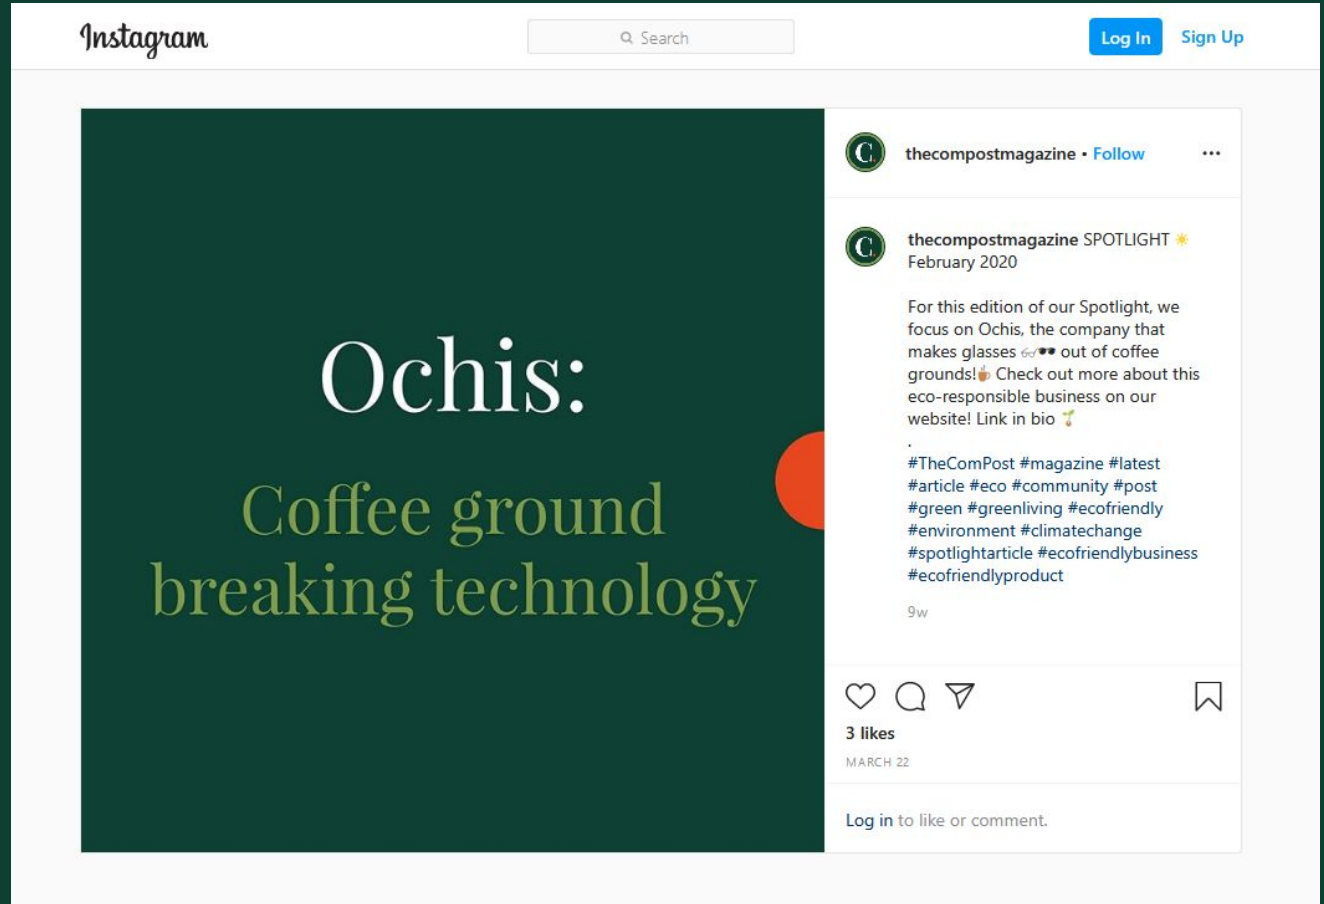 Instagram
Search
Log In
Sign Up
Ochis:
Coffee ground
breaking technology
C.
thecompostmagazine • Follow
C.
thecompostmagazine SPOTLIGHT ☀️
February 2020
For this edition of our Spotlight, we
focus on Ochis, the company that
makes glasses 👓🕶️ out of coffee
grounds!☕ Check out more about this
eco-responsible business on our
website! Link in bio 🌱
.
#TheComPost #magazine #latest
#article #eco #community #post
#green #greenliving #ecofriendly
#environment #climatechange
#spotlightarticle #ecofriendlybusiness
#ecofriendlyproduct
9w
3 likes
MARCH 22
Log in to like or comment.